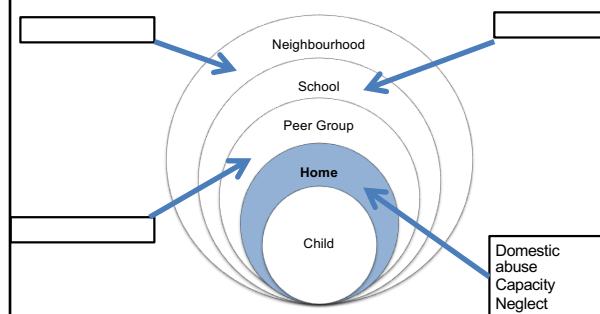 Neighbourhood
School
Peer Group
Home
Child
Domestic
abuse
Capacity
Neglect